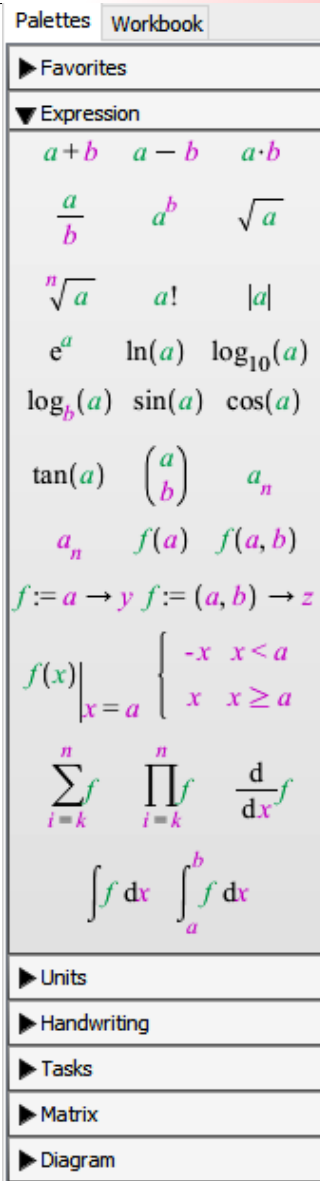 Palettes Workbook
▶Favorites
▼Expression
a+b a − b a·b
a/b a^b √a
ⁿ√a a! |a|
e^a ln(a) log₁₀(a)
log_b(a) sin(a) cos(a)
tan(a) (a b) a_n
a_n f(a) f(a, b)
f := a → y f := (a, b) → z
f(x)|_{x = a} { -x x < a
x x ≥ a
∑_{i = k}^{n} f ∏_{i = k}^{n} f d/dx f
∫ f dx ∫_a^b f dx
▶Units
▶Handwriting
▶Tasks
▶Matrix
▶Diagram